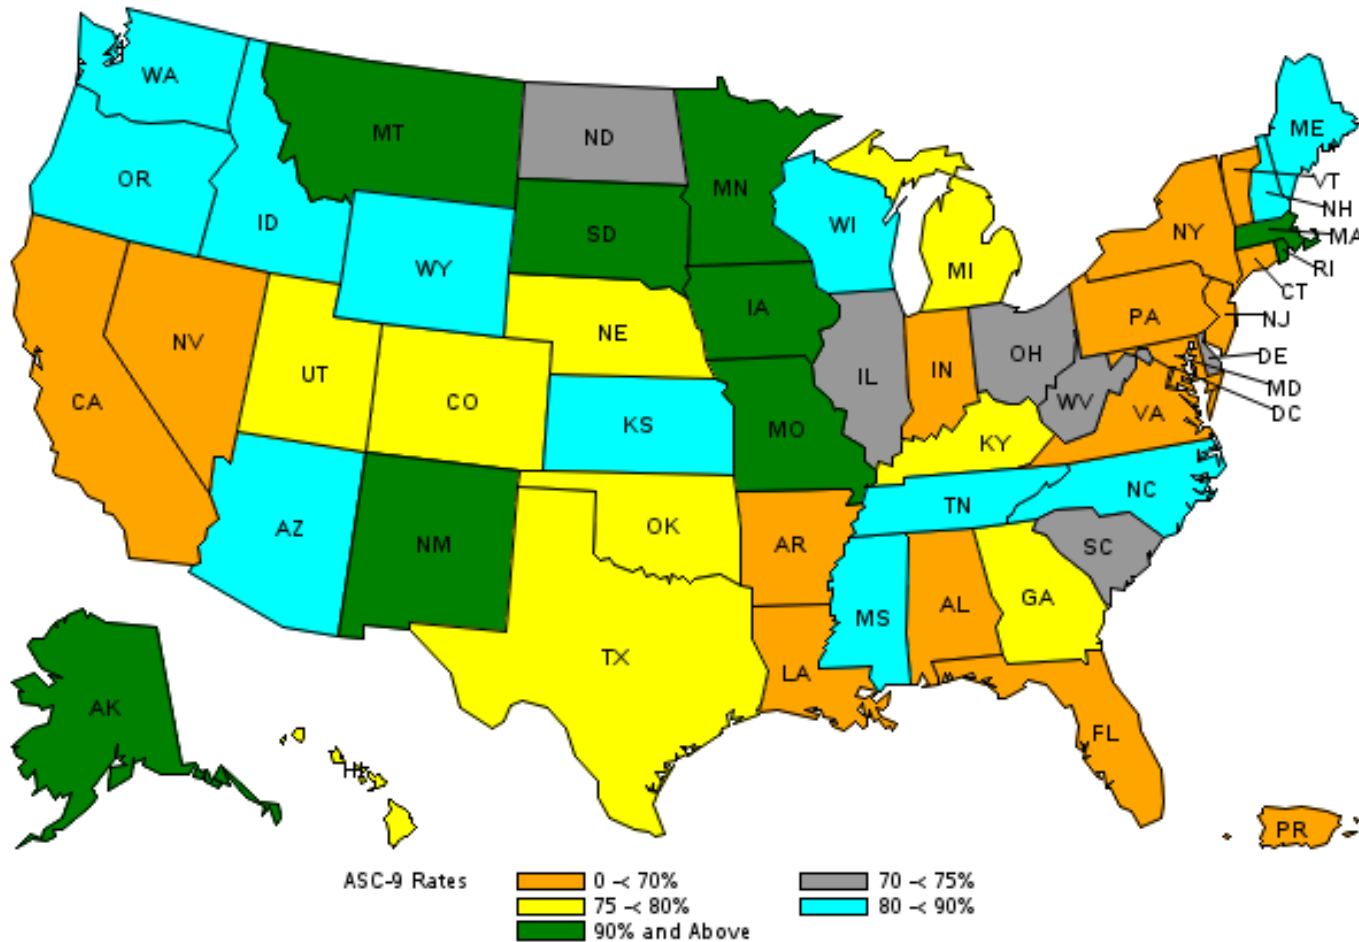 WA
MT
ND
ME
MN
OR
VT
ID
NH
WI
NY
SD
MA
WY
MI
RI
CT
IA
PA
NJ
NE
NV
OH
DE
UT
IN
IL
MD
CO
WV
CA
DC
VA
KS
MO
KY
NC
TN
AZ
OK
NM
AR
SC
GA
AL
MS
TX
LA
AK
FL
HI
PR
ASC-9 Rates
0 -< 70%
70 -< 75%
75 -< 80%
80 -< 90%
90% and Above